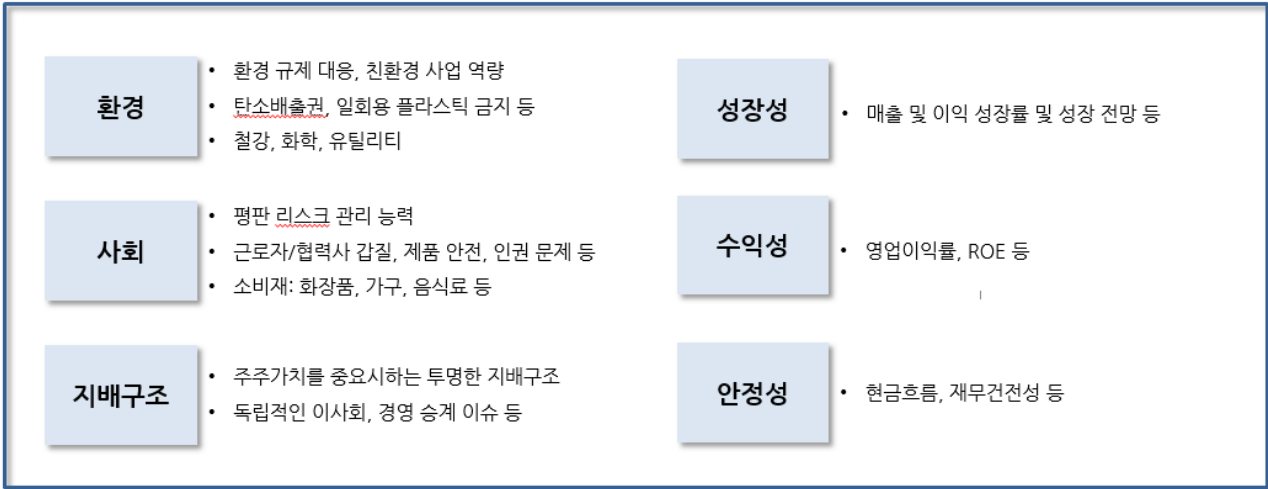 환경
• 환경 규제 대응, 친환경 사업 역량
• 탄소배출권, 일회용 플라스틱 금지 등
• 철강, 화학, 유틸리티
사회
• 평판 리스크 관리 능력
• 근로자/협력사 갑질, 제품 안전, 인권 문제 등
• 소비재: 화장품, 가구, 음식료 등
지배구조
• 주주가치를 중요시하는 투명한 지배구조
• 독립적인 이사회, 경영 승계 이슈 등
성장성
• 매출 및 이익 성장률 및 성장 전망 등
수익성
• 영업이익률, ROE 등
안정성
• 현금흐름, 재무건전성 등